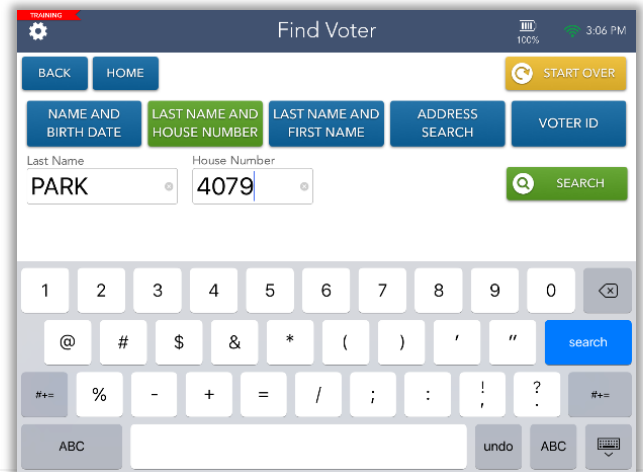 TRAINING
Find Voter
100%
3:06 PM
BACK
HOME
START OVER
NAME AND
BIRTH DATE
LAST NAME AND
HOUSE NUMBER
LAST NAME AND
FIRST NAME
ADDRESS
SEARCH
VOTER ID
Last Name
House Number
PARK
4079
SEARCH
1 2 3 4 5 6 7 8 9 0
@ # $ & * ( ) ' " search
#+= % - + = / ; : ! , ? . #+=
ABC undo ABC